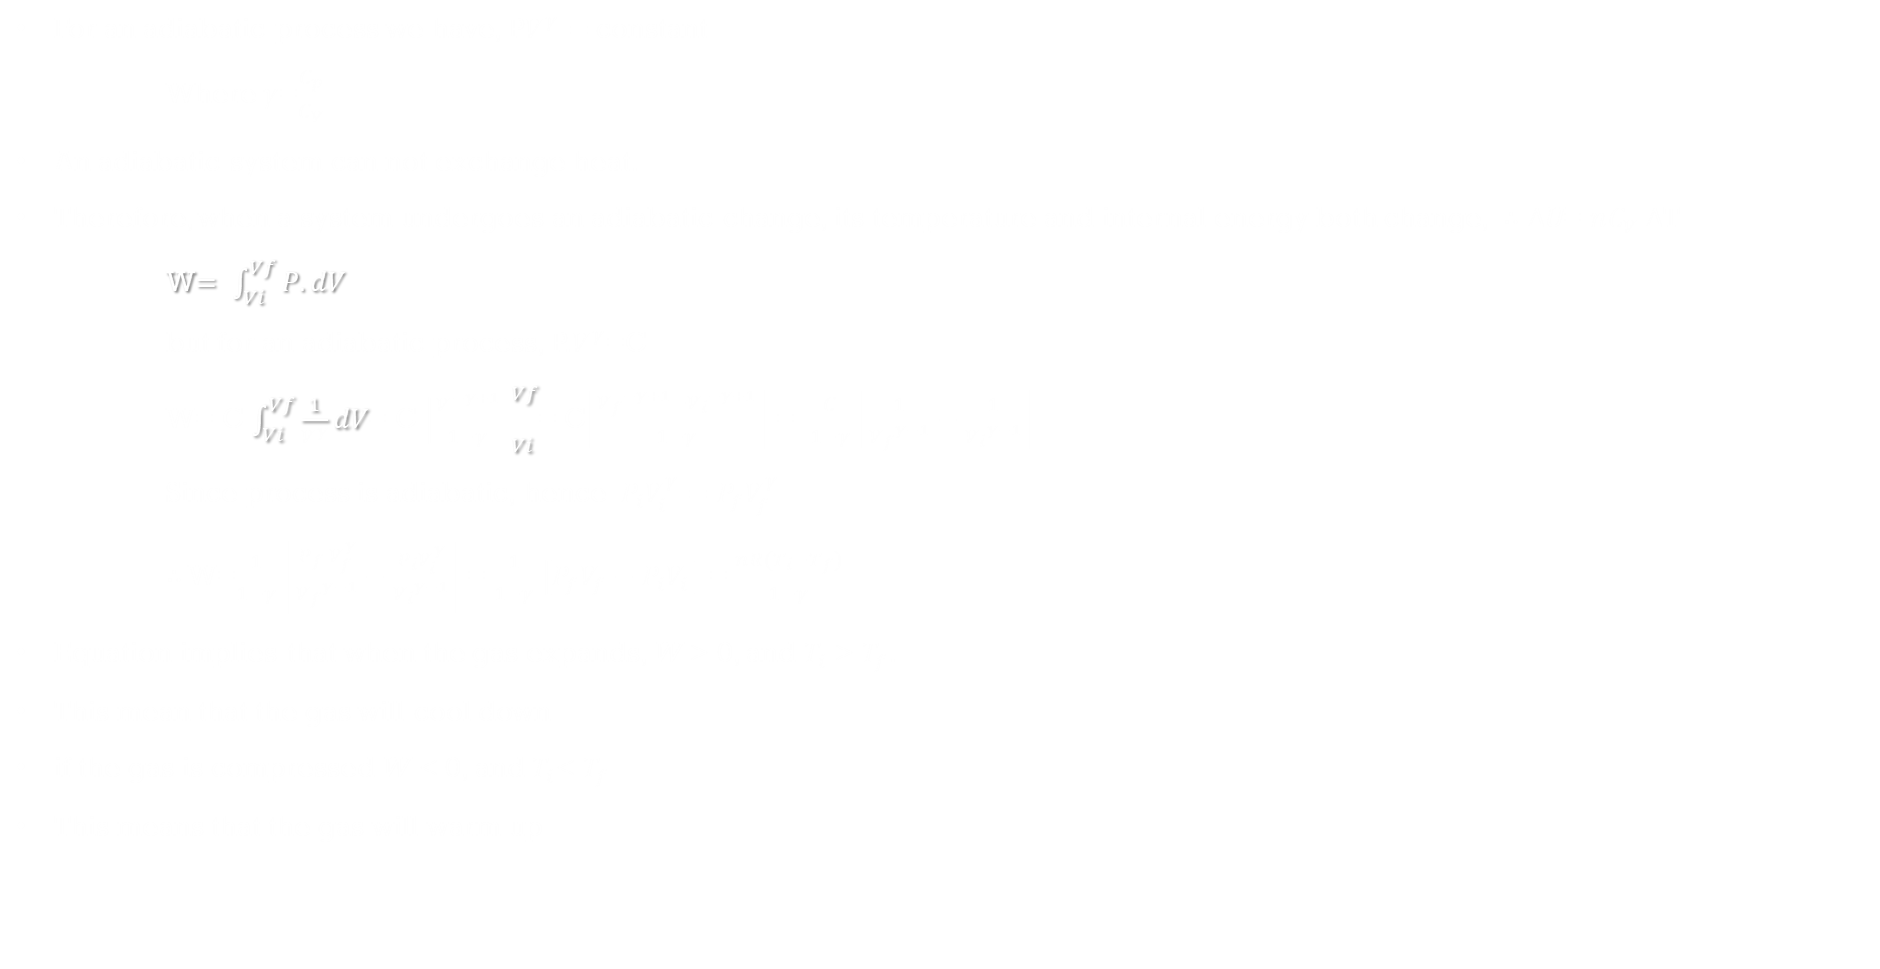 W= ∫_{Vi}^{Vf} P. dV
∫_{Vi}^{Vf} 1/ dV Vf Vi